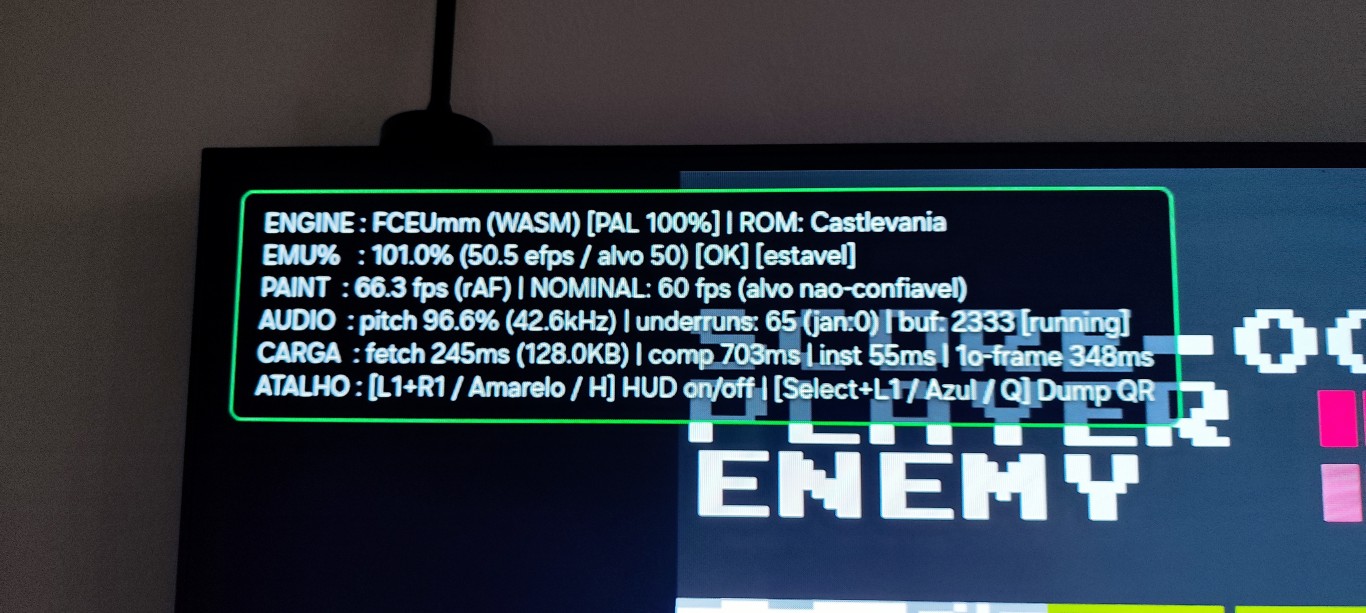 ENGINE : FCEUmm (WASM) [PAL 100%] | ROM: Castlevania
EMU% : 101.0% (50.5 efps / alvo 50) [OK] [estavel]
PAINT : 66.3 fps (rAF) | NOMINAL: 60 fps (alvo nao-confiavel)
AUDIO : pitch 96.6% (42.6kHz) | underruns: 65 (jan:0) | buf: 2333 [running]
CARGA : fetch 245ms (128.0KB) | comp 703ms | inst 55ms | 1o-frame 348ms
ATALHO : [L1+R1 / Amarelo / H] HUD on/off | [Select+L1 / Azul / Q] Dump QR
SCORE-00
PLAYER
ENEMY